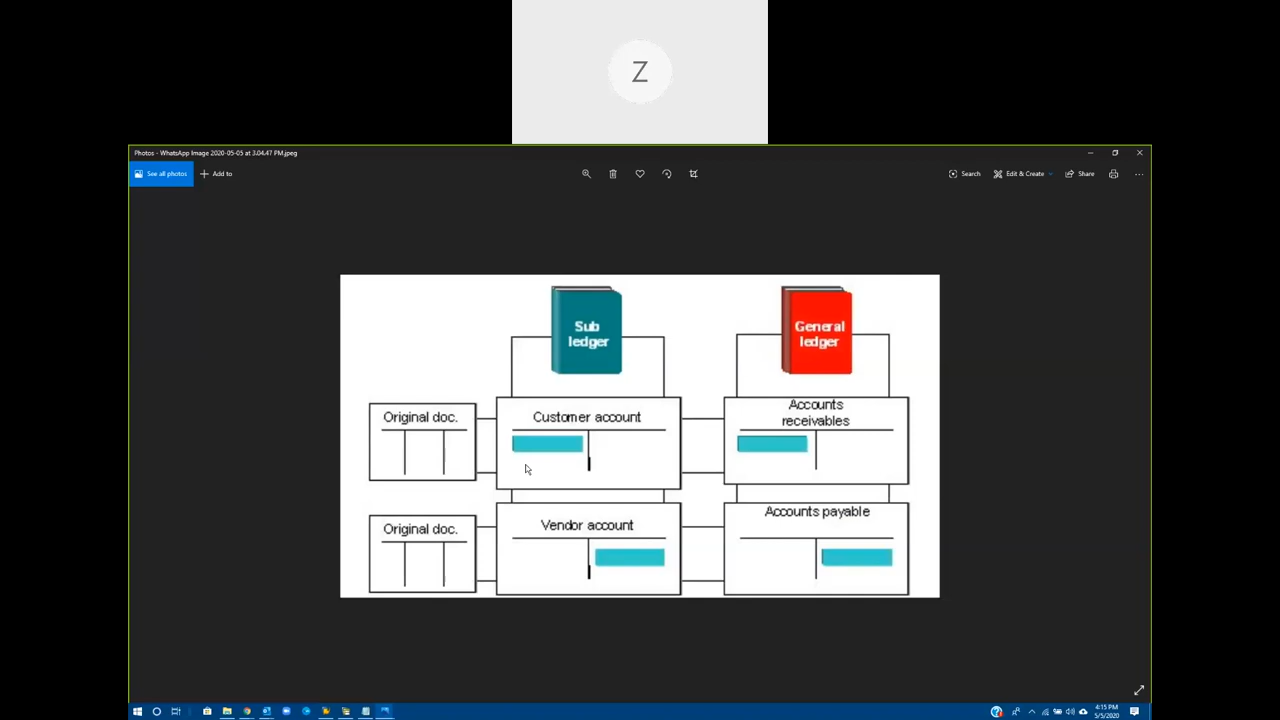 Z
Photos - WhatsApp Image 2020-05-05 at 3.04.47 PM.jpeg
See all photos
Add to
Search
Edit & Create
Share
Sub
ledger
General
ledger
Original doc.
Customer account
Accounts
receivables
Original doc.
Vendor account
Accounts payable
4:15 PM
5/5/2020